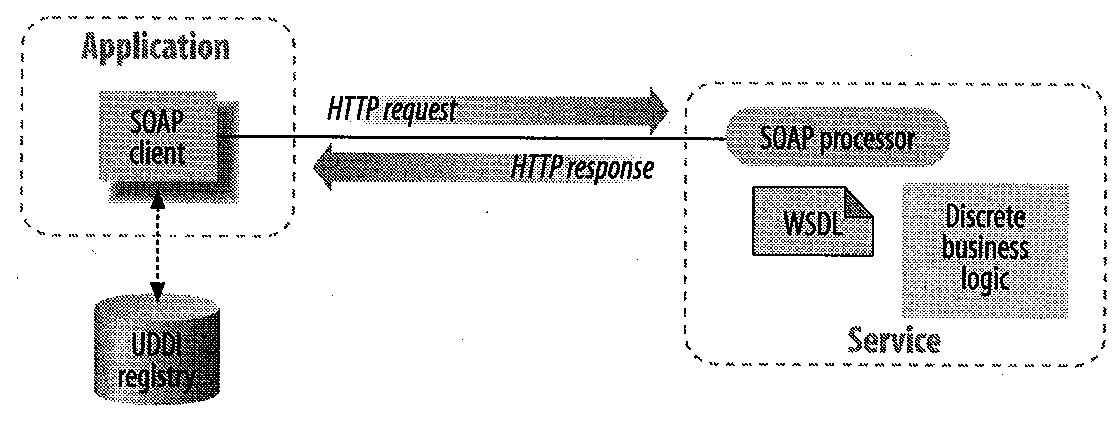 Application
SOAP
client
HTTP request
HTTP response
SOAP processor
WSDL
Discrete
business
logic
Service
UDDI
registry